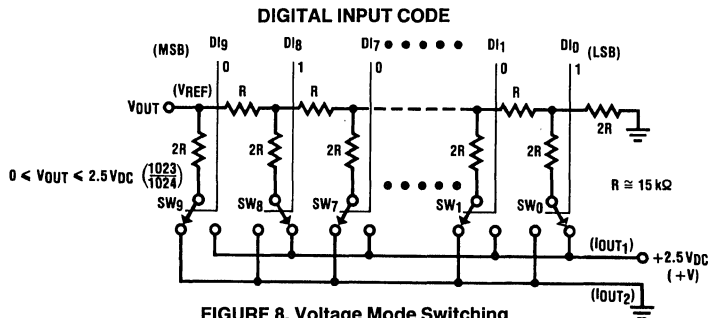 DIGITAL INPUT CODE
(MSB) DI9 DI8 DI7 DI1 DI0 (LSB)
0 1 0 0 1
(VREF) R R R
VOUT
2R 2R 2R 2R 2R 2R
0 < VOUT < 2.5 VDC (1023/1024)
R ≅ 15 kΩ
SW9 SW8 SW7 SW1 SW0
(IOUT1) +2.5 VDC
(+V)
(IOUT2)
FIGURE 8. Voltage Mode Switching